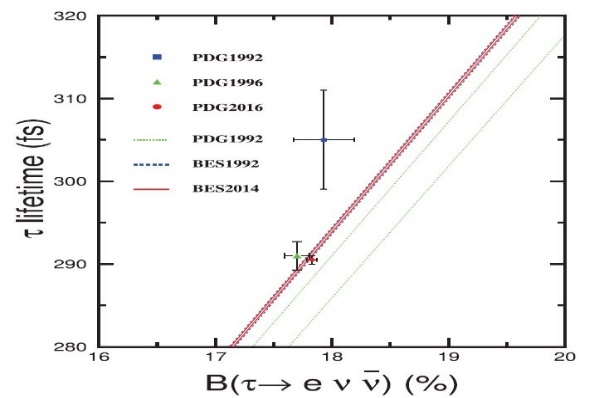 320
310
300
290
280
τ lifetime (fs)
PDG1992
PDG1996
PDG2016
PDG1992
BES1992
BES2014
16 17 18 19 20
B(τ→ e ν ν̄) (%)